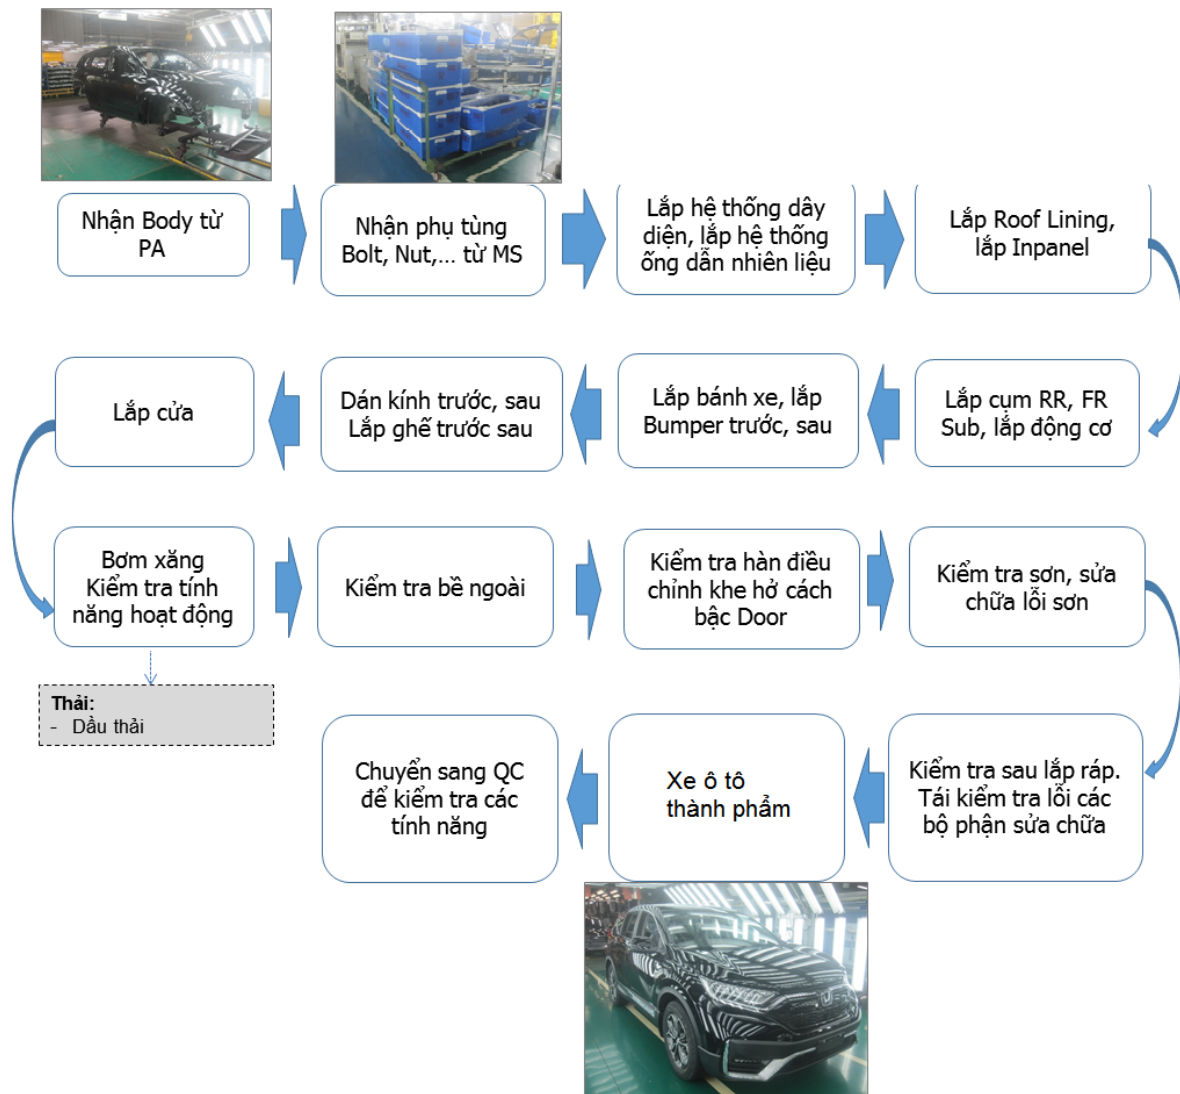 Nhận Body từ
PA
Nhận phụ tùng
Bolt, Nut,... từ MS
Lắp hệ thống dây
diện, lắp hệ thống
ống dẫn nhiên liệu
Lắp Roof Lining,
lắp Inpanel
Lắp cụm RR, FR
Sub, lắp động cơ
Lắp bánh xe, lắp
Bumper trước, sau
Dán kính trước, sau
Lắp ghế trước sau
Lắp cửa
Bơm xăng
Kiểm tra tính
năng hoạt động
Kiểm tra bề ngoài
Kiểm tra hàn điều
chỉnh khe hở cách
bậc Door
Kiểm tra sơn, sửa
chữa lỗi sơn
Thải:
- Dầu thải
Kiểm tra sau lắp ráp.
Tái kiểm tra lỗi các
bộ phận sửa chữa
Xe ô tô
thành phẩm
Chuyển sang QC
để kiểm tra các
tính năng